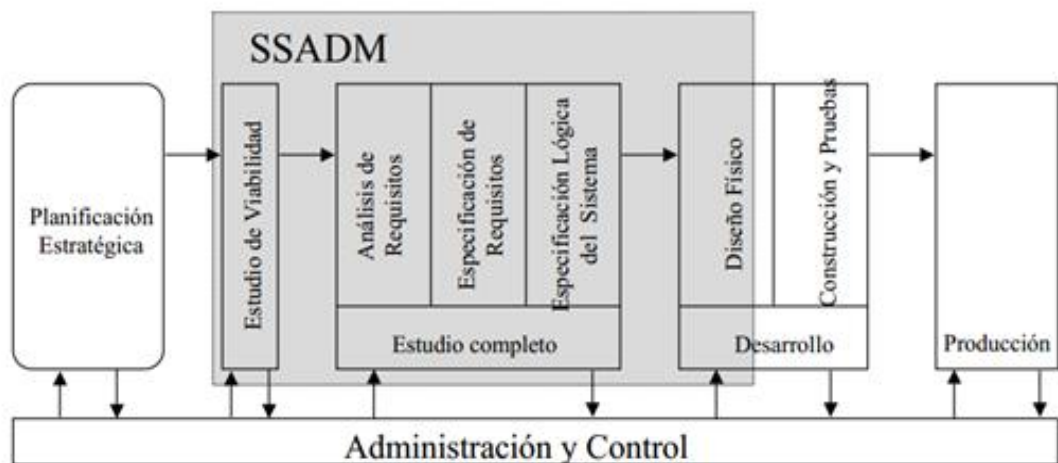 SSADM
Planificación
Estratégica
Estudio de Viabilidad
Análisis de
Requisitos
Especificación de
Requisitos
Especificación Lógica
del Sistema
Estudio completo
Diseño Físico
Construcción y Pruebas
Desarrollo
Producción
Administración y Control